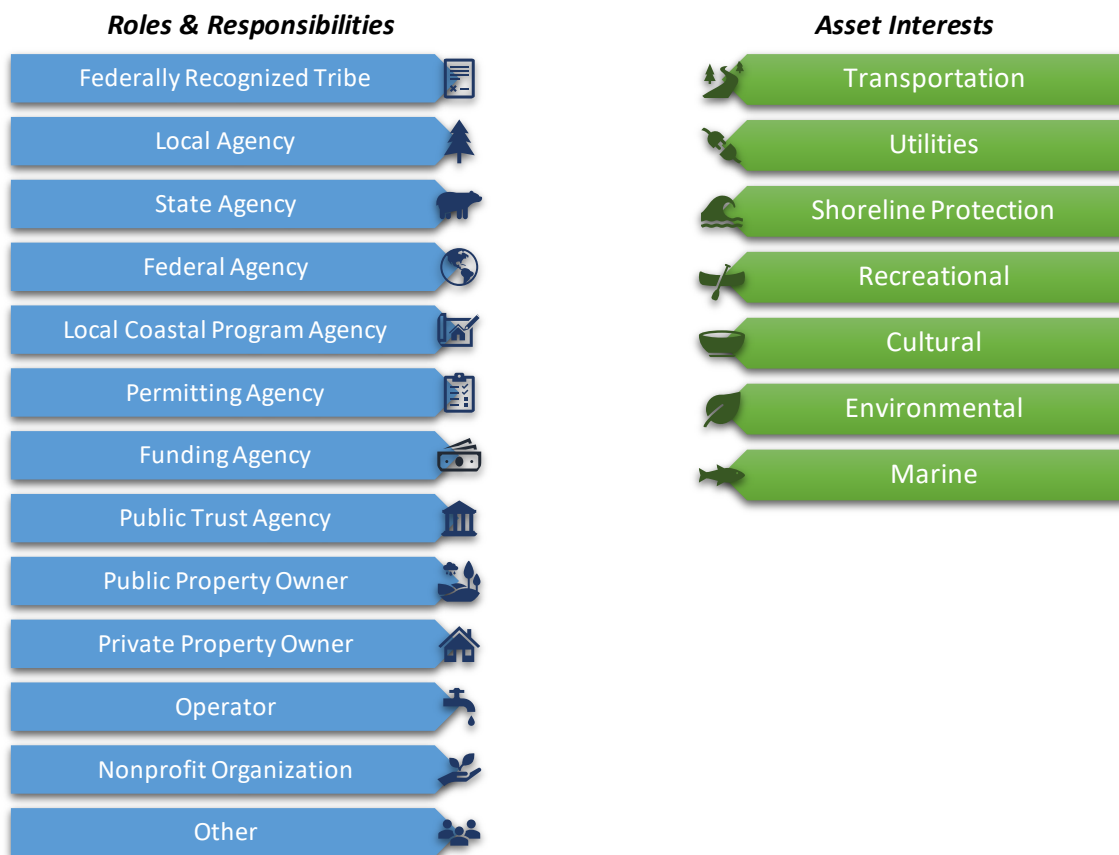 Roles & Responsibilities
Federally Recognized Tribe
Local Agency
State Agency
Federal Agency
Local Coastal Program Agency
Permitting Agency
Funding Agency
Public Trust Agency
Public Property Owner
Private Property Owner
Operator
Nonprofit Organization
Other
Asset Interests
Transportation
Utilities
Shoreline Protection
Recreational
Cultural
Environmental
Marine